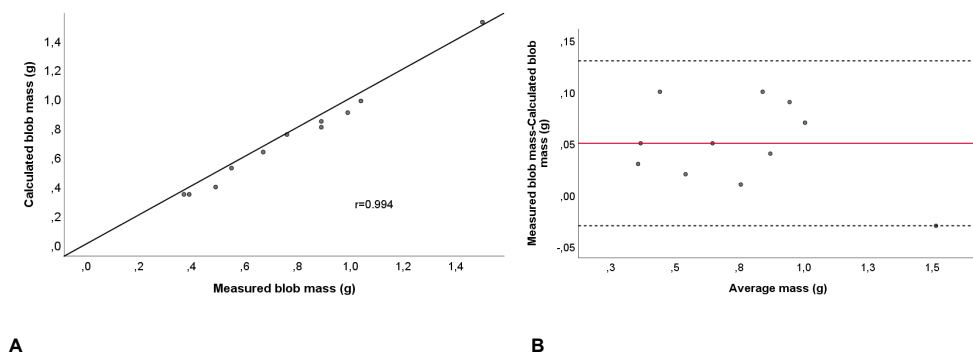 Calculated blob mass (g)
1,4
1,2
1,0
,8
,6
,4
,2
,0
r=0.994
,0 ,2 ,4 ,6 ,8 1,0 1,2 1,4
Measured blob mass (g)
A
Measured blob mass-Calculated blob
mass (g)
,15
,10
,05
,00
-,05
,3 ,5 ,8 1,0 1,3 1,5
Average mass (g)
B